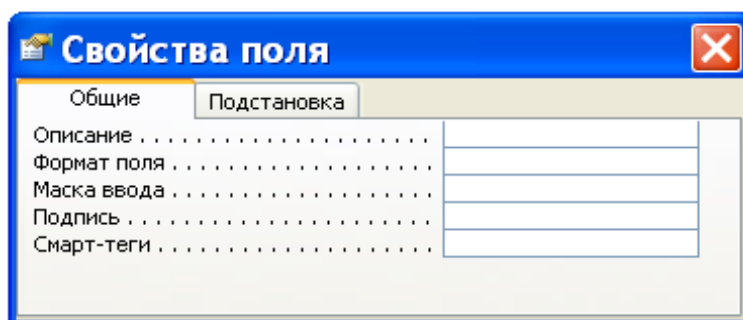 Свойства поля
Общие Подстановка
Описание . . . . . . . . . . . . . . . . . . . . . .
Формат поля . . . . . . . . . . . . . . . . . . . .
Маска ввода . . . . . . . . . . . . . . . . . . . .
Подпись . . . . . . . . . . . . . . . . . . . . . . .
Смарт-теги . . . . . . . . . . . . . . . . . . . . .